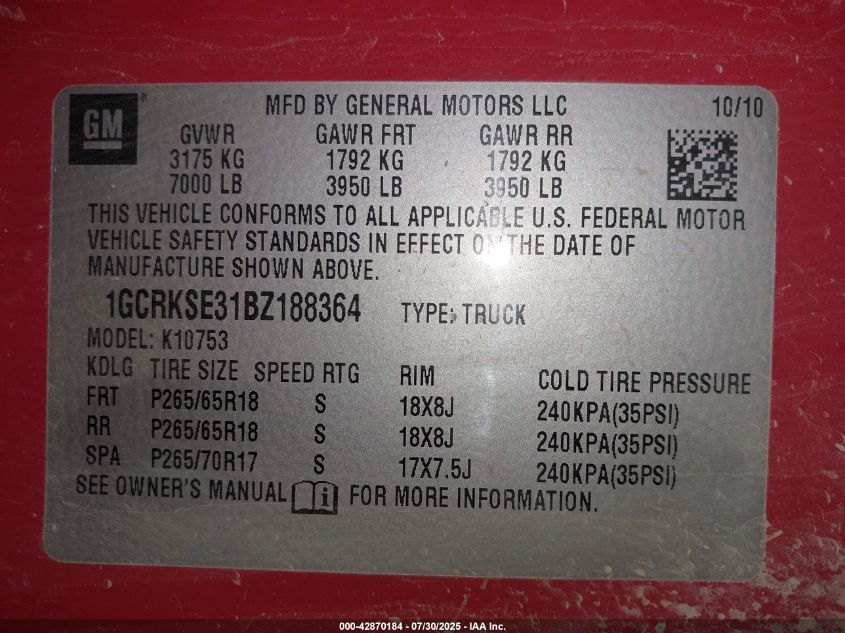 GM
MFD BY GENERAL MOTORS LLC 10/10
GVWR GAWR FRT GAWR RR
3175 KG 1792 KG 1792 KG
7000 LB 3950 LB 3950 LB
THIS VEHICLE CONFORMS TO ALL APPLICABLE U.S. FEDERAL MOTOR
VEHICLE SAFETY STANDARDS IN EFFECT ON THE DATE OF
MANUFACTURE SHOWN ABOVE.
1GCRKSE31BZ188364 TYPE: TRUCK
MODEL: K10753
KDLG TIRE SIZE SPEED RTG RIM COLD TIRE PRESSURE
FRT P265/65R18 S 18X8J 240KPA(35PSI)
RR P265/65R18 S 18X8J 240KPA(35PSI)
SPA P265/70R17 S 17X7.5J 240KPA(35PSI)
SEE OWNER'S MANUAL FOR MORE INFORMATION.
000-42870184 - 07/30/2025 - IAA Inc.